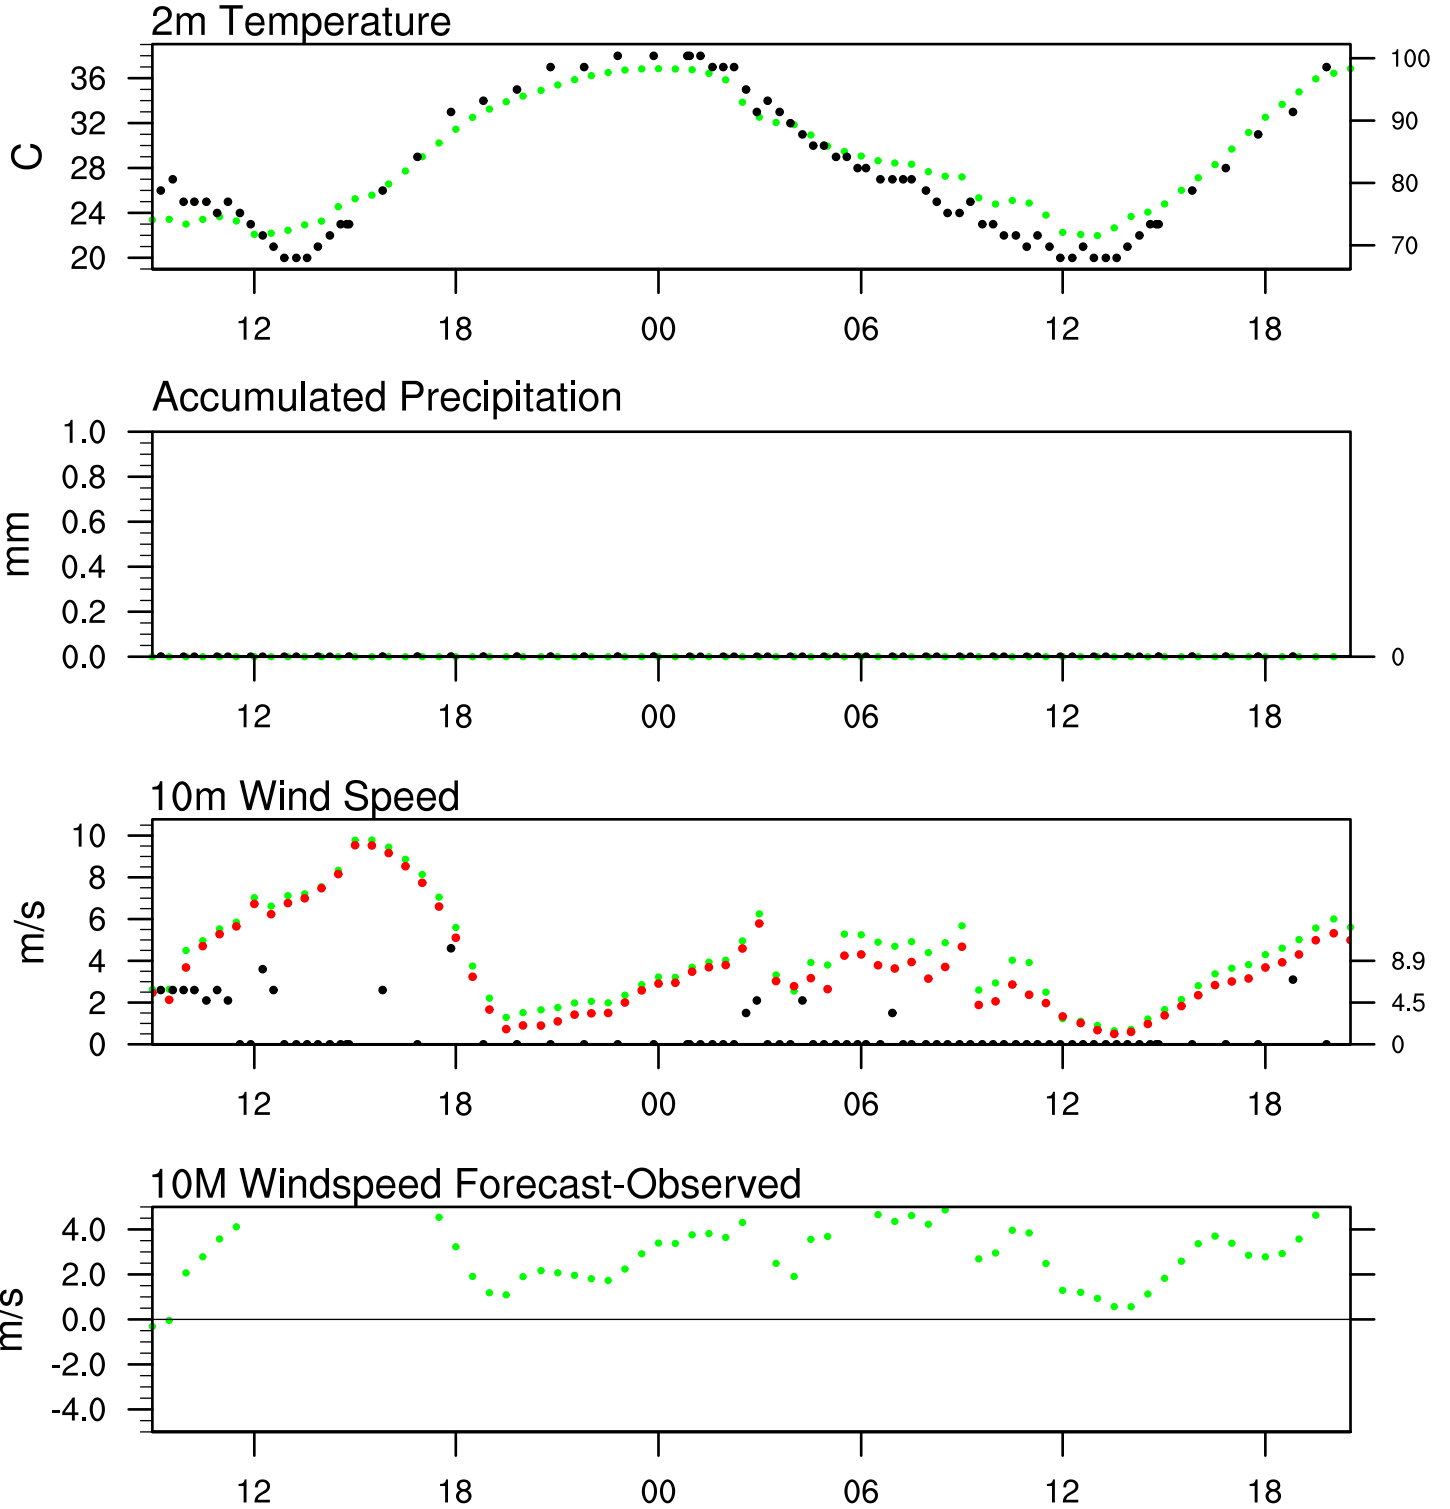 2m Temperature
36
32
28
24
20
C
100
90
80
70
12 18 00 06 12 18
Accumulated Precipitation
1.0
0.8
0.6
0.4
0.2
0.0
mm
0
12 18 00 06 12 18
10m Wind Speed
10
8
6
4
2
0
m/s
8.9
4.5
0
12 18 00 06 12 18
10M Windspeed Forecast-Observed
4.0
2.0
0.0
-2.0
-4.0
m/s
12 18 00 06 12 18